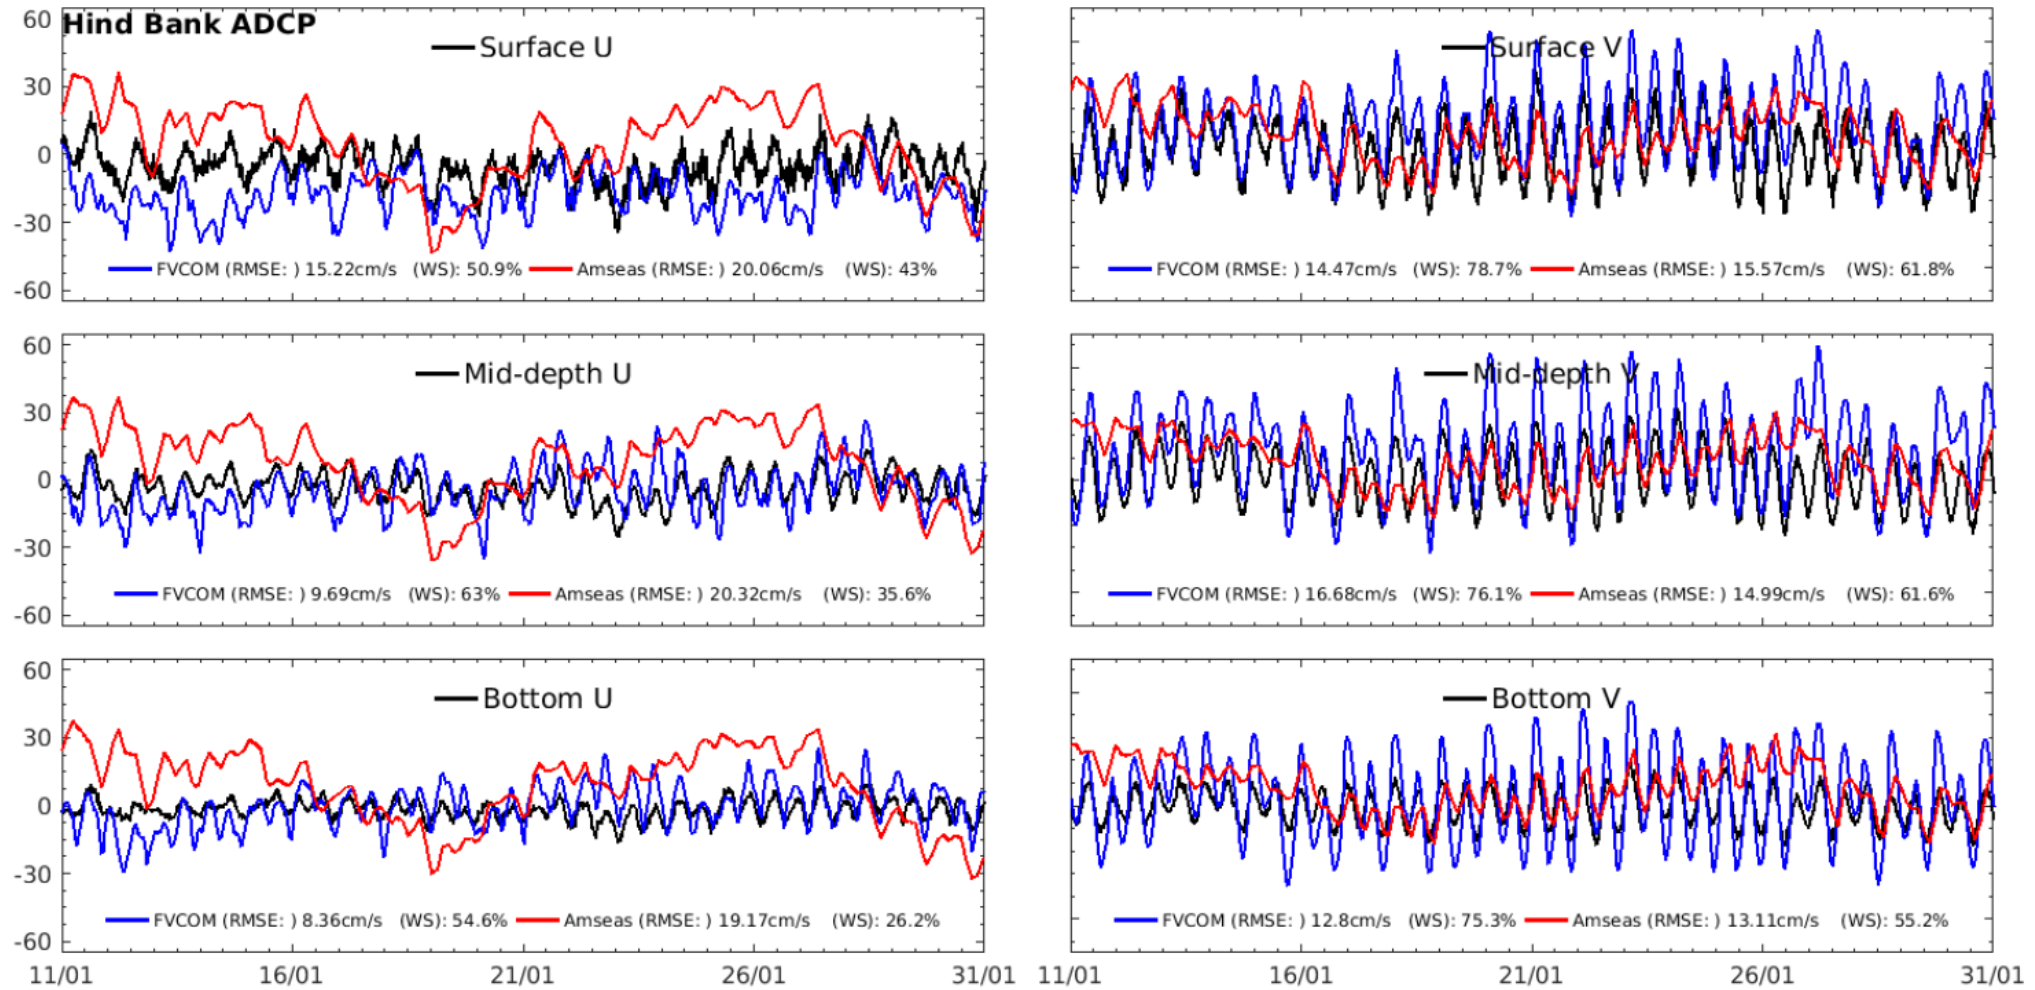 Hind Bank ADCP
60
30
0
-30
-60
Surface U
FVCOM (RMSE: ) 15.22cm/s (WS): 50.9% Amseas (RMSE: ) 20.06cm/s (WS): 43%
Surface V
FVCOM (RMSE: ) 14.47cm/s (WS): 78.7% Amseas (RMSE: ) 15.57cm/s (WS): 61.8%
60
30
0
-30
-60
Mid-depth U
FVCOM (RMSE: ) 9.69cm/s (WS): 63% Amseas (RMSE: ) 20.32cm/s (WS): 35.6%
Mid-depth V
FVCOM (RMSE: ) 16.68cm/s (WS): 76.1% Amseas (RMSE: ) 14.99cm/s (WS): 61.6%
60
30
0
-30
-60
Bottom U
FVCOM (RMSE: ) 8.36cm/s (WS): 54.6% Amseas (RMSE: ) 19.17cm/s (WS): 26.2%
11/01 16/01 21/01 26/01 31/01
Bottom V
FVCOM (RMSE: ) 12.8cm/s (WS): 75.3% Amseas (RMSE: ) 13.11cm/s (WS): 55.2%
11/01 16/01 21/01 26/01 31/01